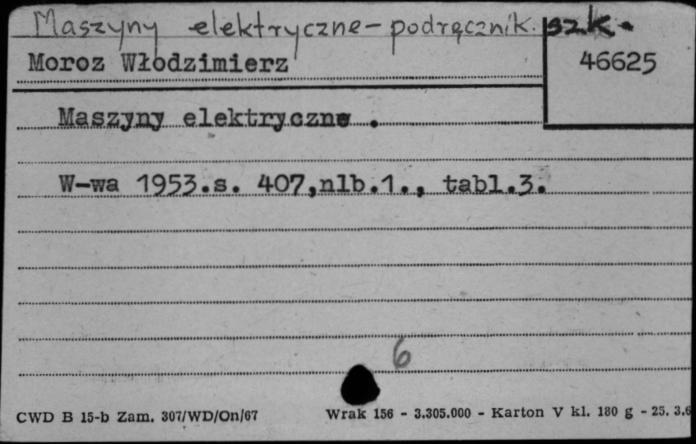 Maszyny elektryczne-podręcznik. szk.
Moroz Włodzimierz
46625
Maszyny elektryczne .
W-wa 1953.s. 407,nlb.1., tabl.3.
6
CWD B 15-b Zam. 307/WD/On/67
Wrak 156 - 3.305.000 - Karton V kl. 180 g - 25. 3.6